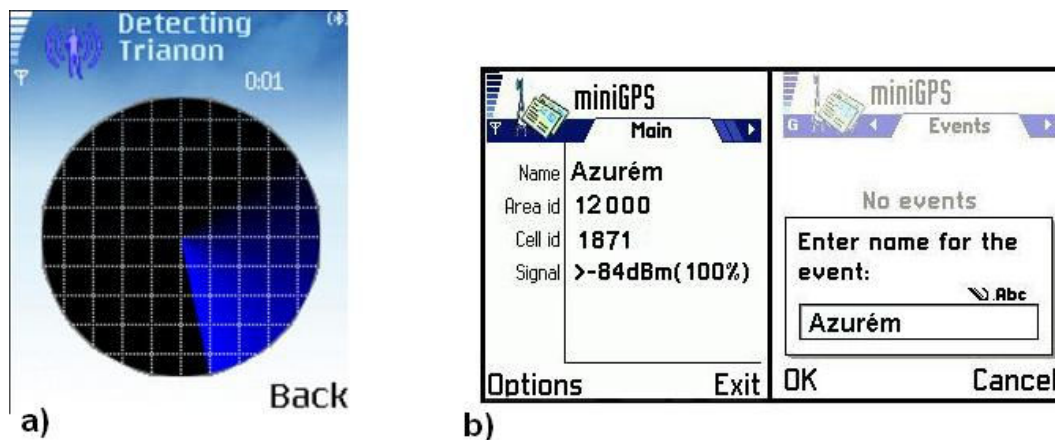 Detecting
Trianon
0:01
Back
a)
miniGPS
Main
Name Azurém
Area id 12000
Cell id 1871
Signal >-84dBm(100%)
Options Exit
miniGPS
G
Events
No events
Enter name for the
event:
Abc
Azurém
OK Cancel
b)